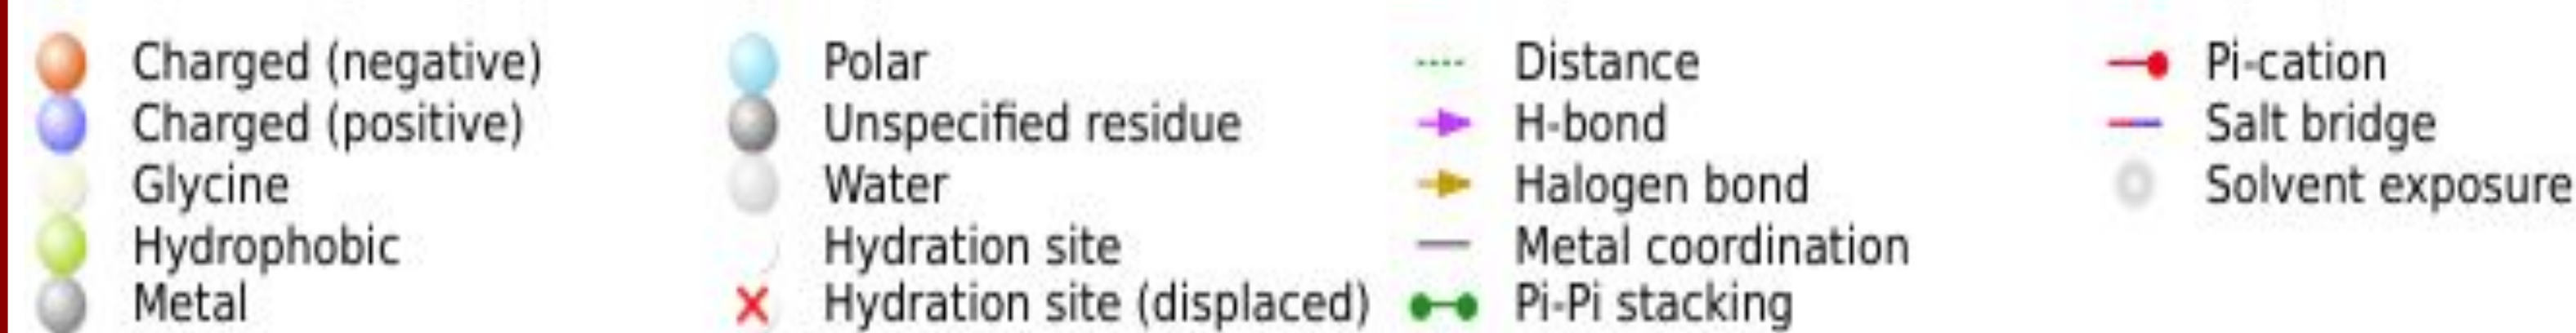 Charged (negative)
Charged (positive)
Glycine
Hydrophobic
Metal
Polar
Unspecified residue
Water
Hydration site
Hydration site (displaced)
Distance
H-bond
Halogen bond
Metal coordination
Pi-Pi stacking
Pi-cation
Salt bridge
Solvent exposure